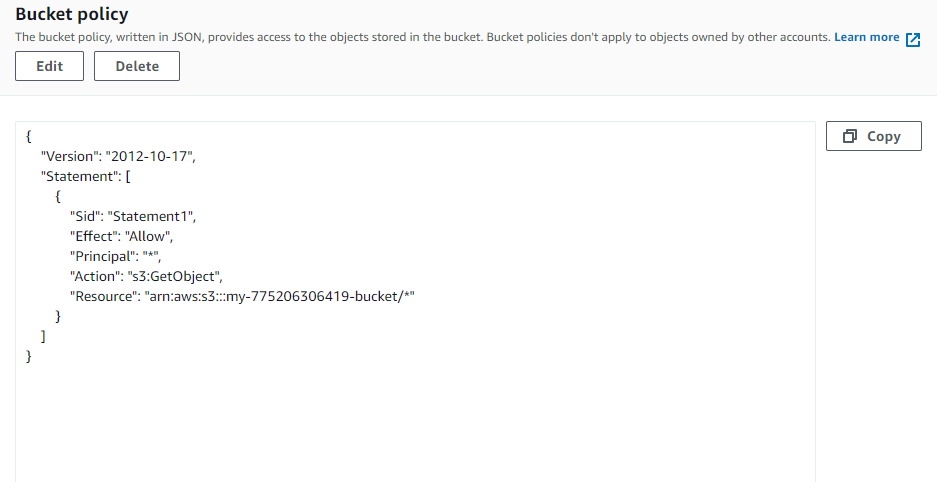 Bucket policy
The bucket policy, written in JSON, provides access to the objects stored in the bucket. Bucket policies don't apply to objects owned by other accounts. Learn more
Edit Delete
Copy
{
"Version": "2012-10-17",
"Statement": [
{
"Sid": "Statement1",
"Effect": "Allow",
"Principal": "*",
"Action": "s3:GetObject",
"Resource": "arn:aws:s3:::my-775206306419-bucket/*"
}
]
}